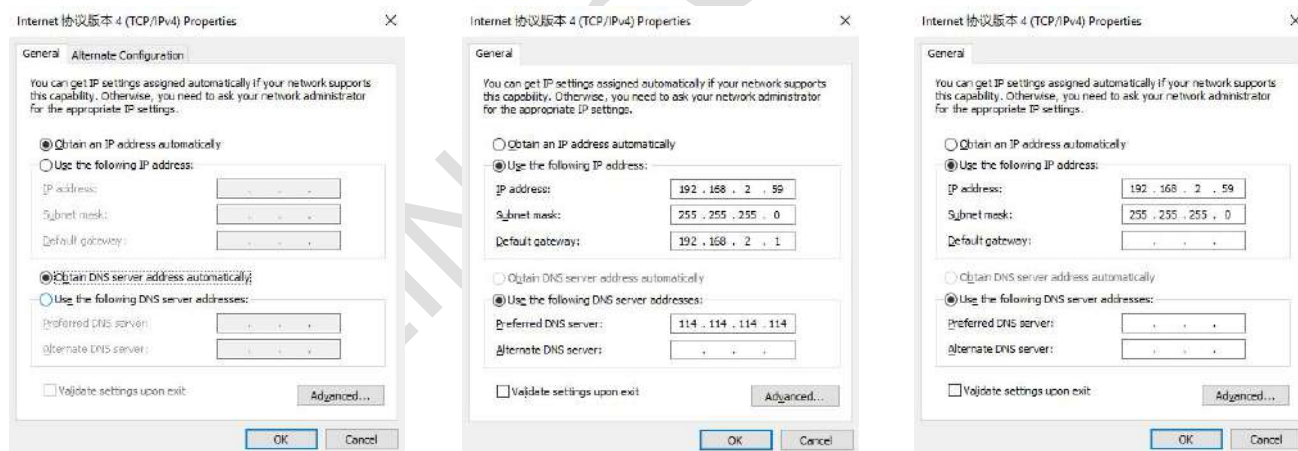 Internet 协议版本 4 (TCP/IPv4) Properties
General Alternate Configuration
You can get IP settings assigned automatically if your network supports
this capability. Otherwise, you need to ask your network administrator
for the appropriate IP settings.
Obtain an IP address automatically
Use the following IP address:
IP address:
Subnet mask:
Default gateway:
Obtain DNS server address automatically
Use the following DNS server addresses:
Preferred DNS server:
Alternate DNS server:
Validate settings upon exit
Advanced...
OK Cancel
Internet 协议版本 4 (TCP/IPv4) Properties
General
You can get IP settings assigned automatically if your network supports
this capability. Otherwise, you need to ask your network administrator
for the appropriate IP settings.
Obtain an IP address automatically
Use the following IP address:
IP address: 192 . 168 . 2 . 59
Subnet mask: 255 . 255 . 255 . 0
Default gateway: 192 . 168 . 2 . 1
Obtain DNS server address automatically
Use the following DNS server addresses:
Preferred DNS server: 114 . 114 . 114 . 114
Alternate DNS server:
Validate settings upon exit
Advanced...
OK Cancel
Internet 协议版本 4 (TCP/IPv4) Properties
General
You can get IP settings assigned automatically if your network supports
this capability. Otherwise, you need to ask your network administrator
for the appropriate IP settings.
Obtain an IP address automatically
Use the following IP address:
IP address: 192 . 168 . 2 . 59
Subnet mask: 255 . 255 . 255 . 0
Default gateway:
Obtain DNS server address automatically
Use the following DNS server addresses:
Preferred DNS server:
Alternate DNS server:
Validate settings upon exit
Advanced...
OK Cancel